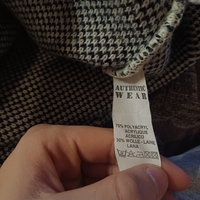 AUTHENTIC
WEAR
70% POLYACRYL
ACRYLIQUE
ACRILICO
30% WOLLE - LAINE
LANA